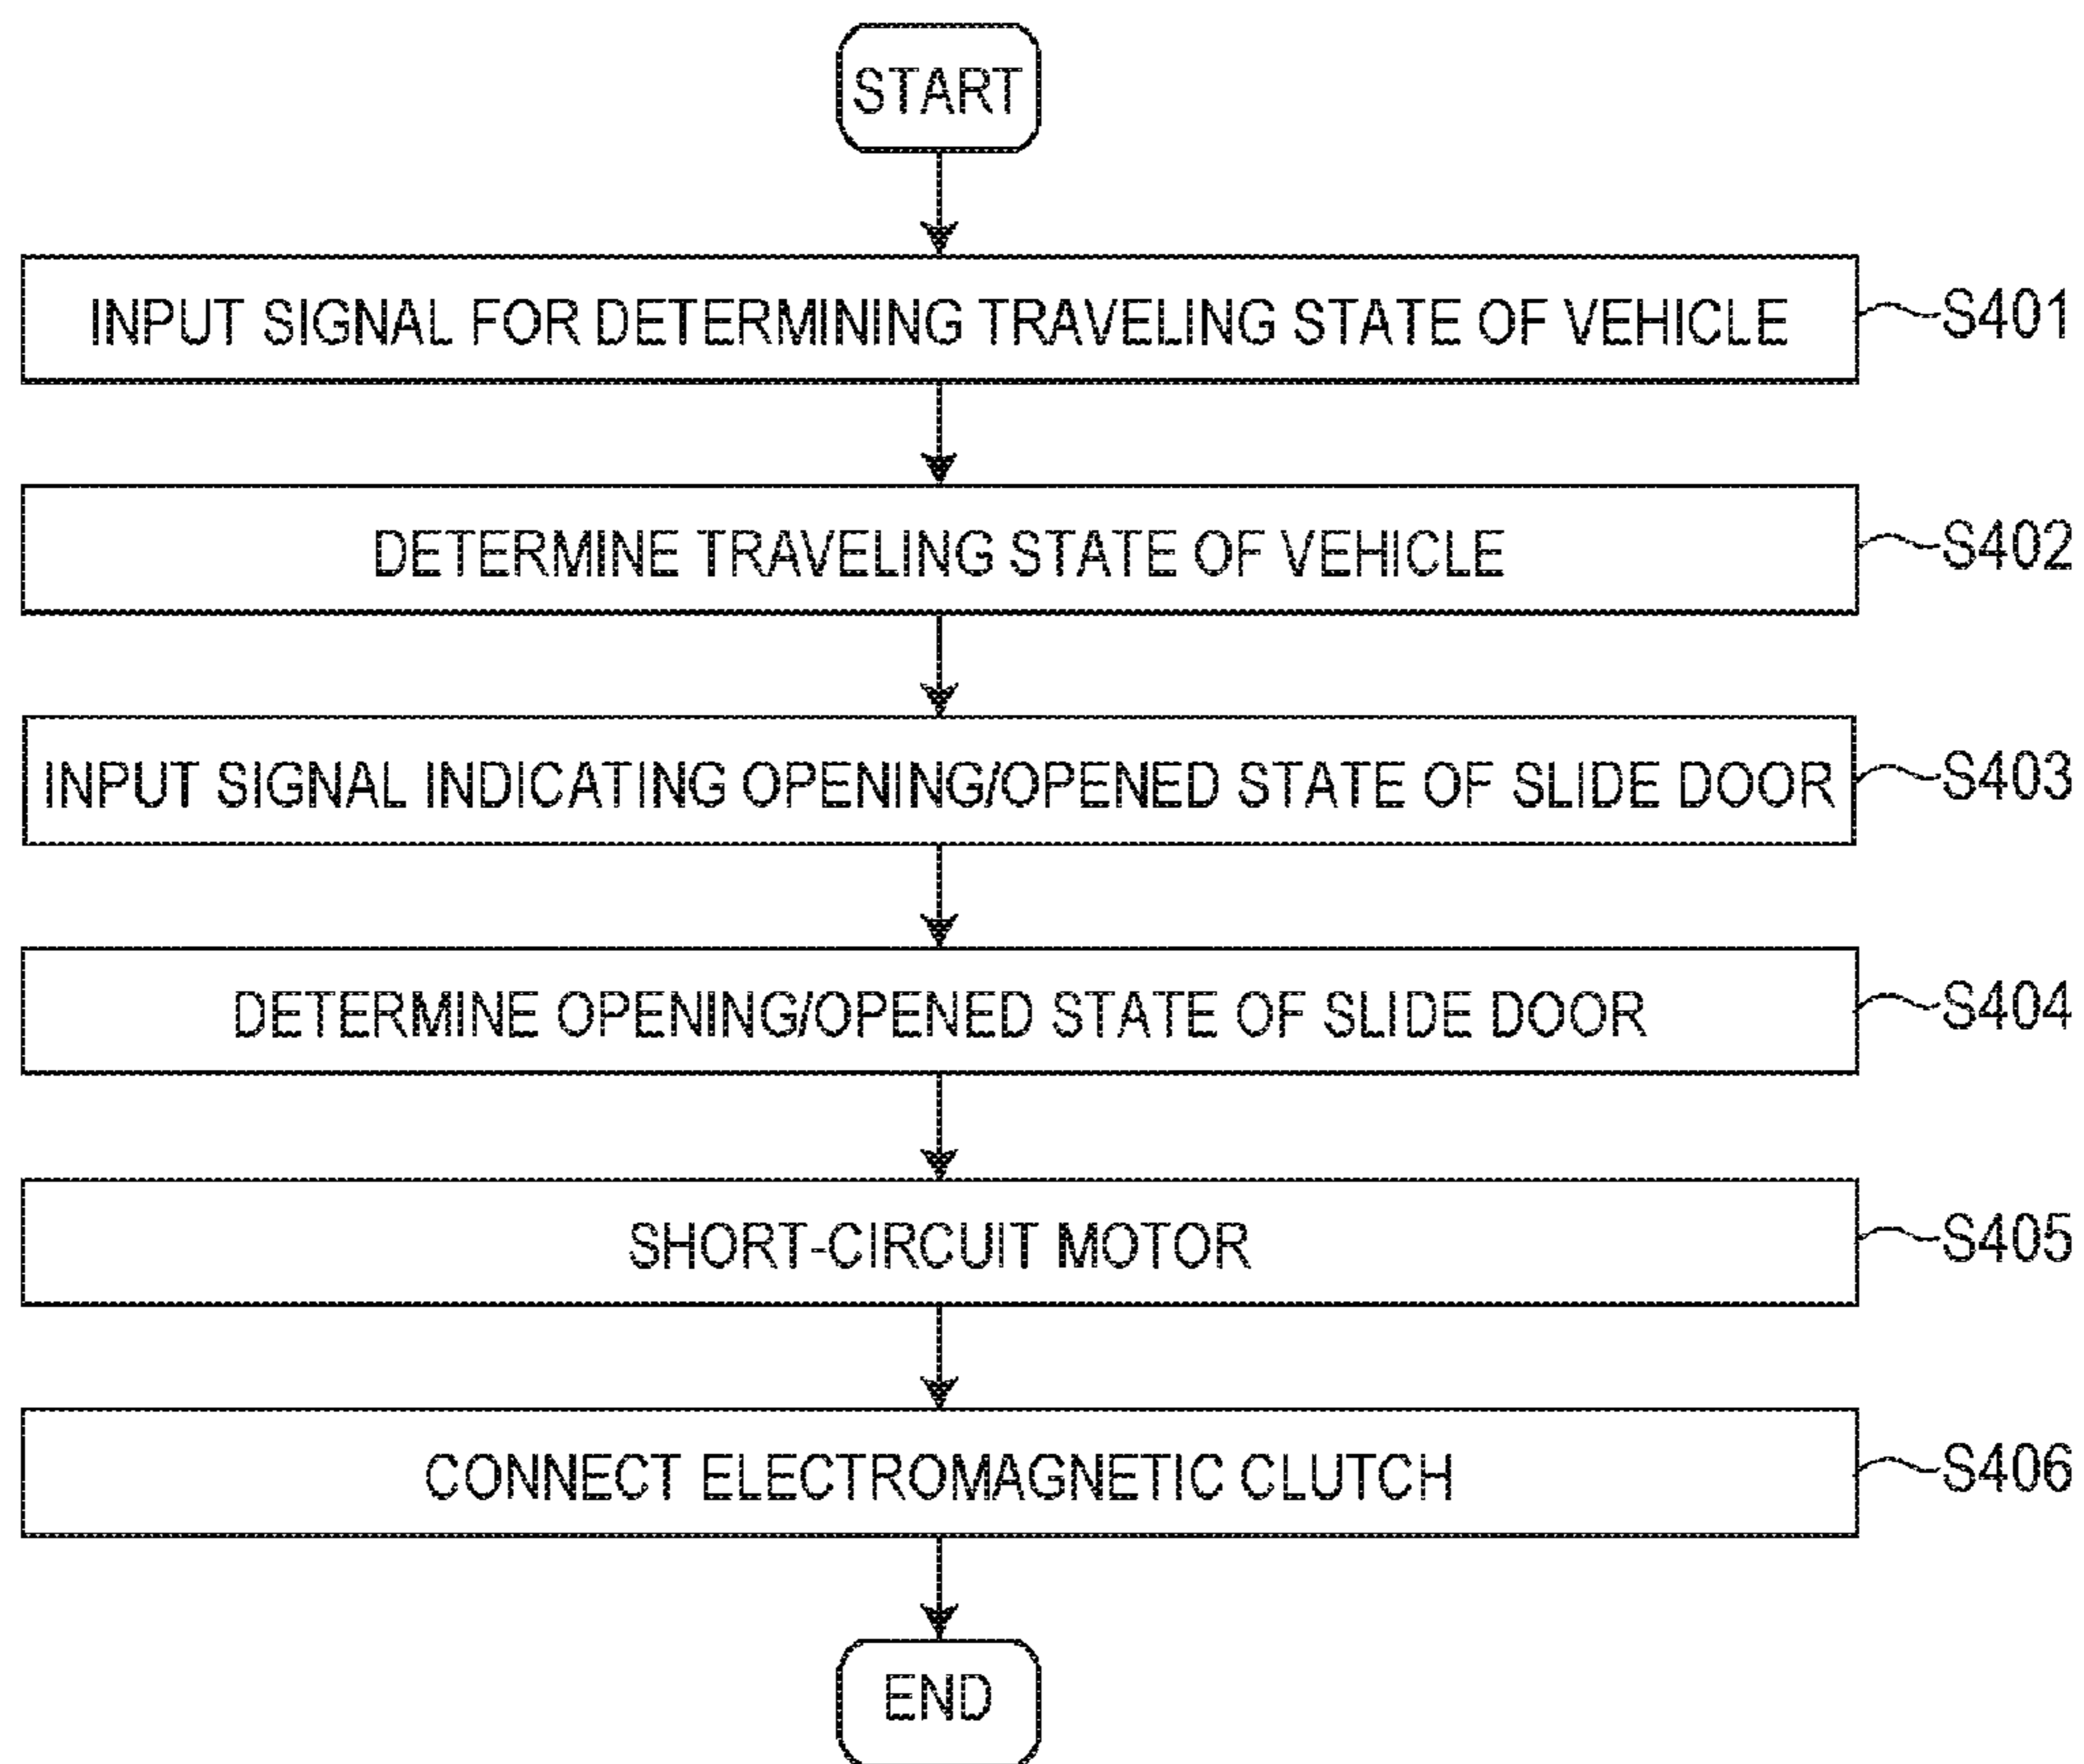 START
INPUT SIGNAL FOR DETERMINING TRAVELING STATE OF VEHICLE
S401
DETERMINE TRAVELING STATE OF VEHICLE
S402
INPUT SIGNAL INDICATING OPENING/OPENED STATE OF SLIDE DOOR
S403
DETERMINE OPENING/OPENED STATE OF SLIDE DOOR
S404
SHORT-CIRCUIT MOTOR
S405
CONNECT ELECTROMAGNETIC CLUTCH
S406
END